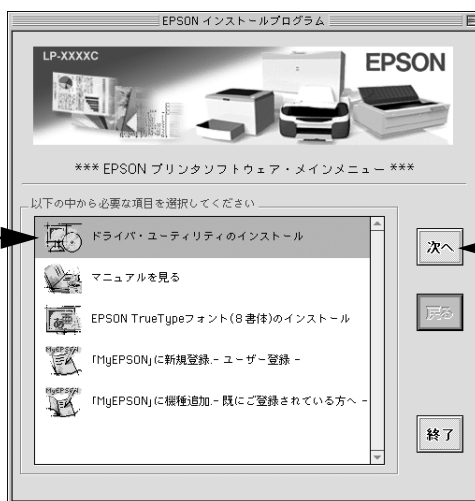 EPSON インストールプログラム
LP-XXXXC
EPSON
*** EPSON プリンタソフトウェア・メインメニュー ***
以下の中から必要な項目を選択してください
ドライバ・ユーティリティのインストール
次へ
マニュアルを見る
戻る
EPSON TrueTypeフォント(8書体)のインストール
MyEPSON
「MyEPSON」に新規登録.- ユーザー登録 -
MyEPSON
「MyEPSON」に機種追加.- 既にご登録されている方へ -
終了